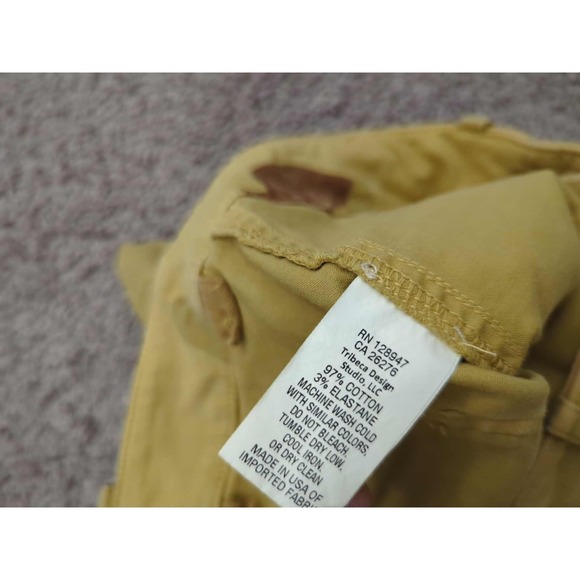 RN 128947
CA 26276
Tribeca Design
Studio, LLC
97% COTTON
3% ELASTANE
MACHINE WASH COLD
WITH SIMILAR COLORS
DO NOT BLEACH.
TUMBLE DRY LOW.
COOL IRON.
OR DRY CLEAN
MADE IN USA OF
IMPORTED FABRIC